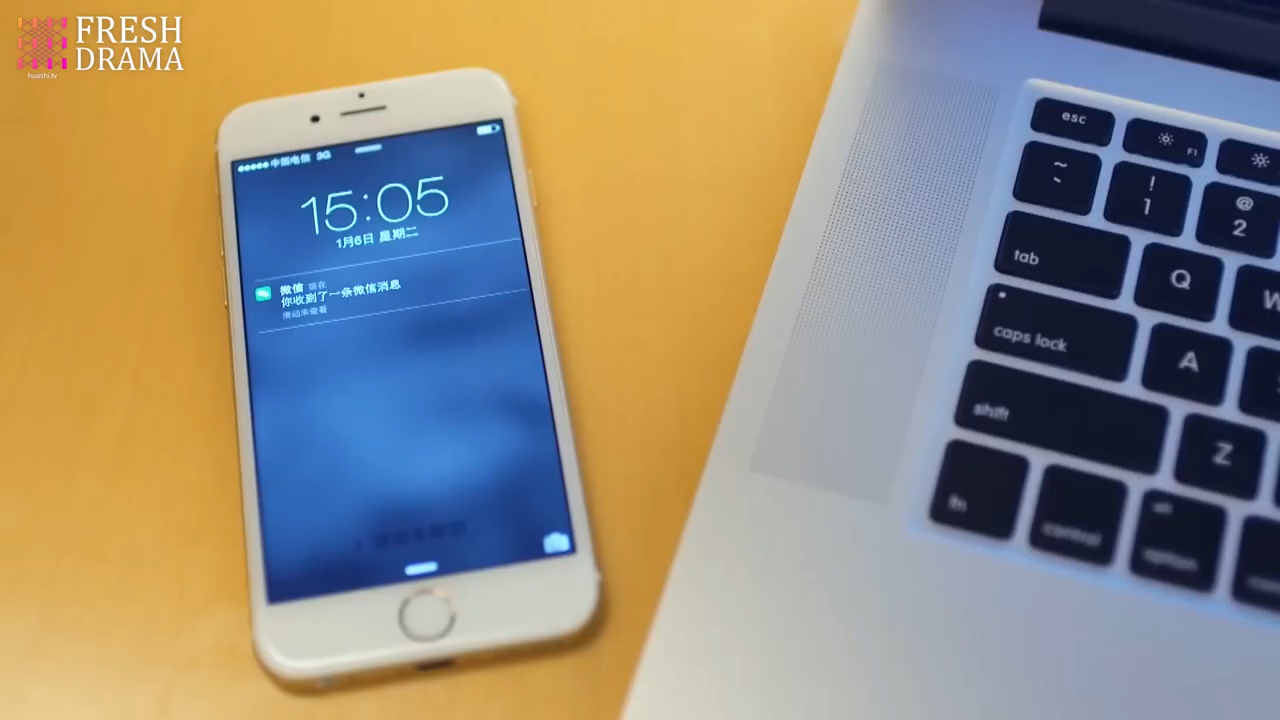 FRESH
DRAMA
huashi.tv
中国电信 3G
15:05
1月6日 星期二
微信 现在
你收到了一条微信消息
滑动来查看
esc
F1
~
`
!
1
@
2
tab
Q
W
caps lock
A
shift
Z
fn
control
alt
option